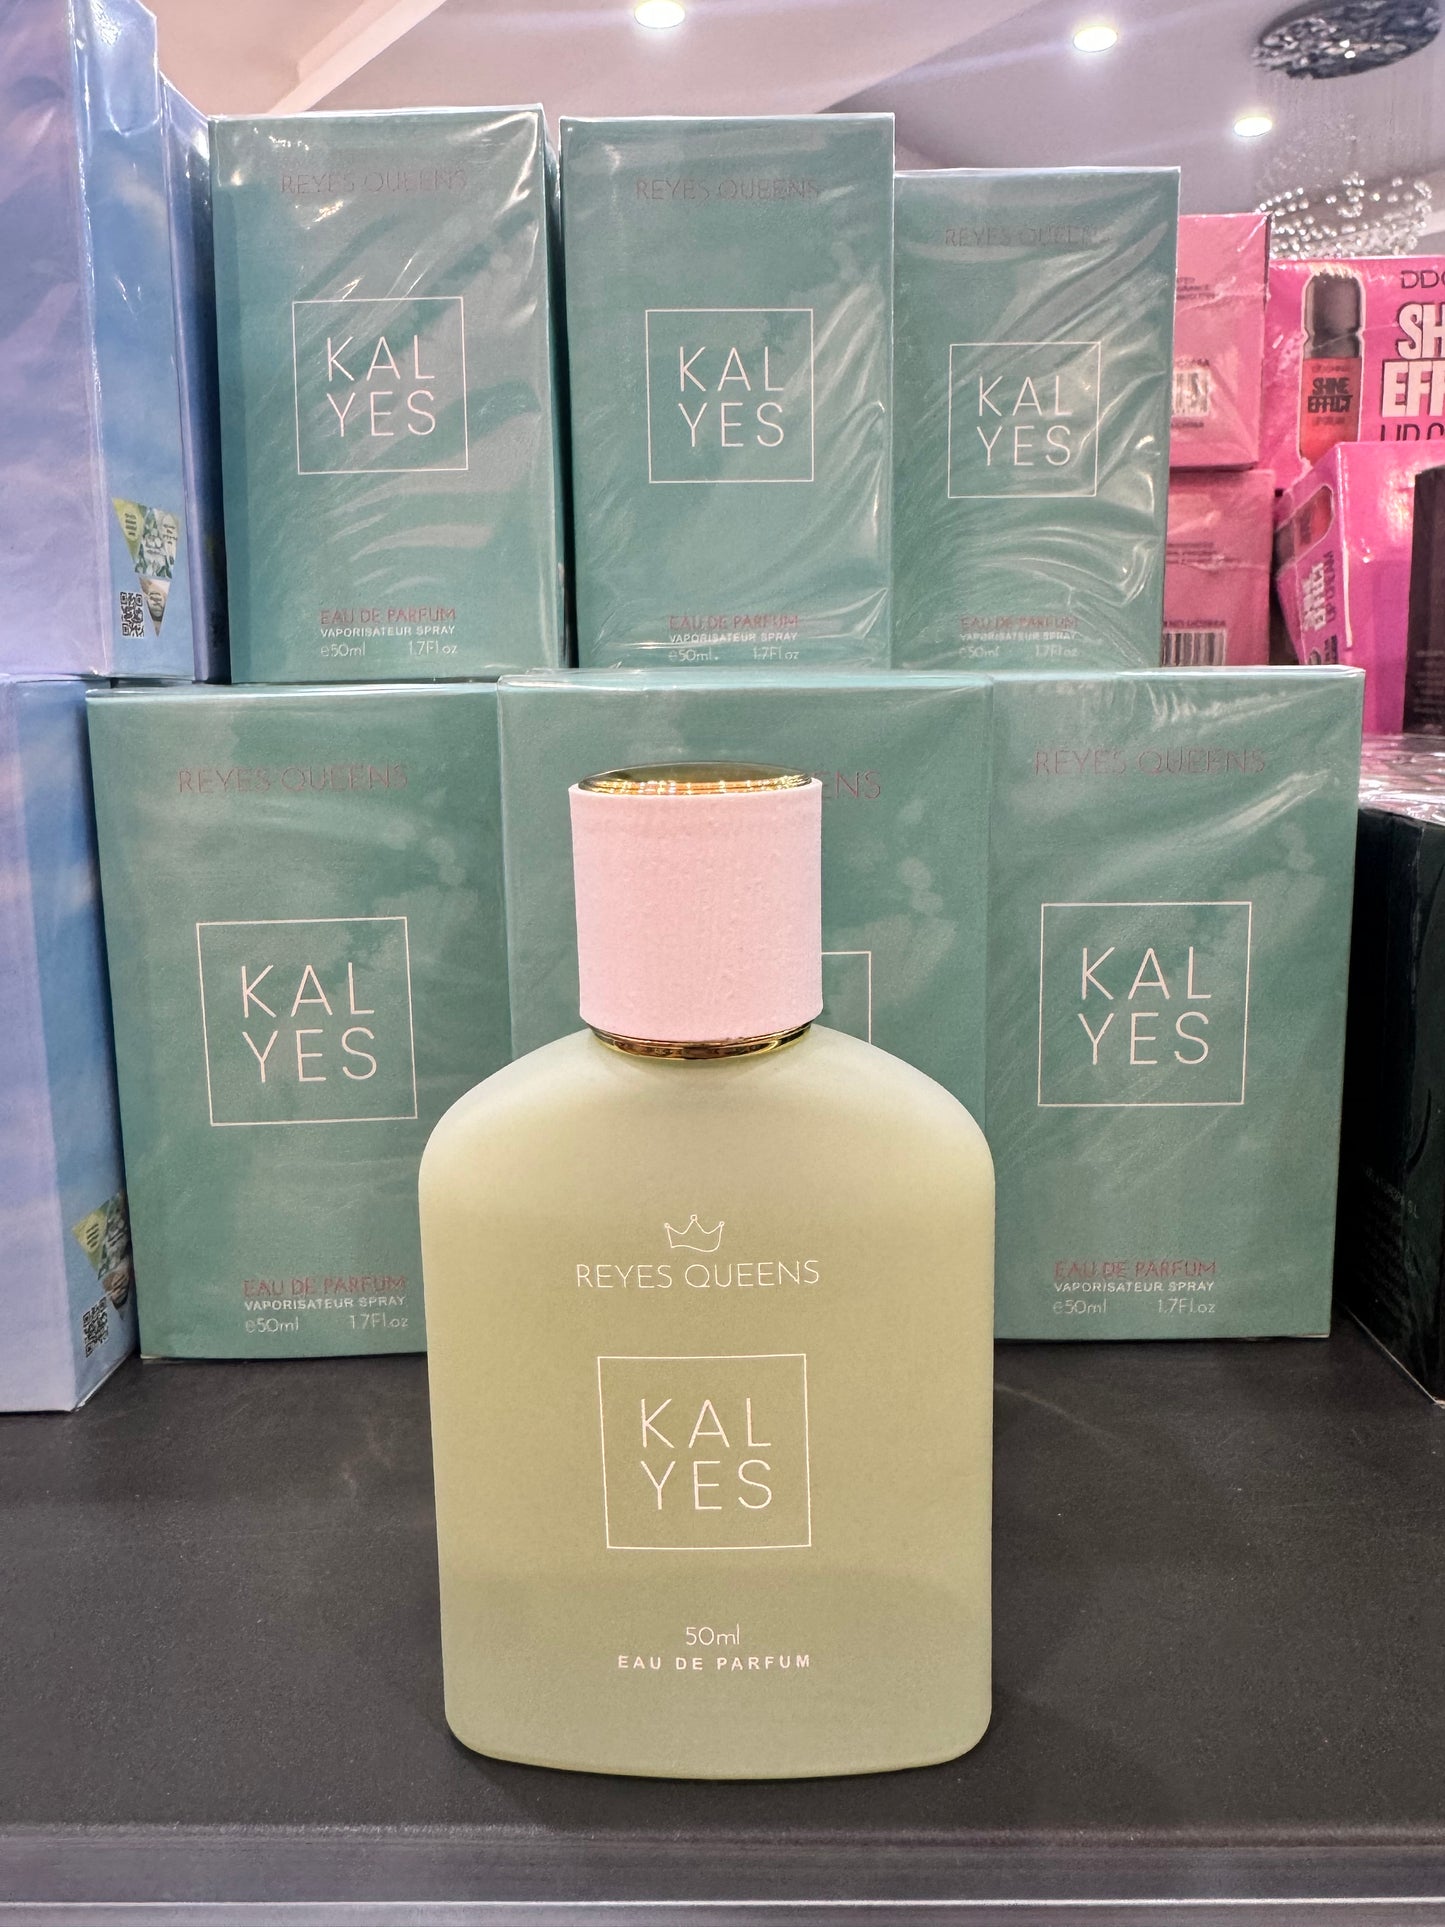 REYES QUEENS
KAL
YES
EAU DE PARFUM
VAPORISATEUR SPRAY
e50ml 1.7Fl oz
REYES QUEENS
KAL
YES
EAU DE PARFUM
VAPORISATEUR SPRAY
e50ml. 1.7Fl oz
REYES QUEENS
KAL
YES
EAU DE PARFUM
VAPORISATEUR SPRAY
e50ml 1.7Fl oz
SHINE
EFFECT
REYES QUEENS
KAL
YES
EAU DE PARFUM
VAPORISATEUR SPRAY
e50ml 1.7Fl.oz
ENS
REYES QUEENS
KAL
YES
EAU DE PARFUM
VAPORISATEUR SPRAY
e50ml 1.7Fl.oz
REYES QUEENS
KAL
YES
50ml
EAU DE PARFUM